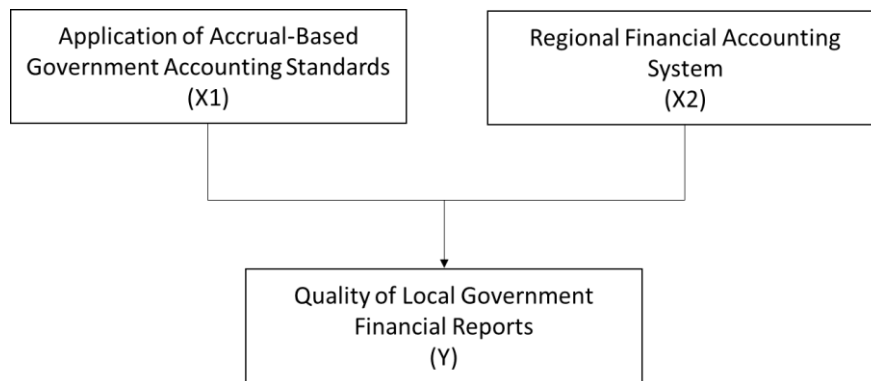 Application of Accrual-Based
Government Accounting Standards
(X1)
Regional Financial Accounting
System
(X2)
Quality of Local Government
Financial Reports
(Y)